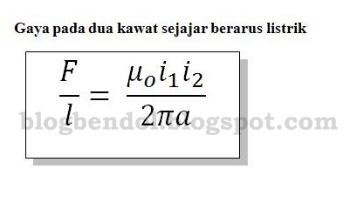 Gaya pada dua kawat sejajar berarus listrik
F/l = μ₀i₁i₂/2πa
blogbendol.blogspot.com